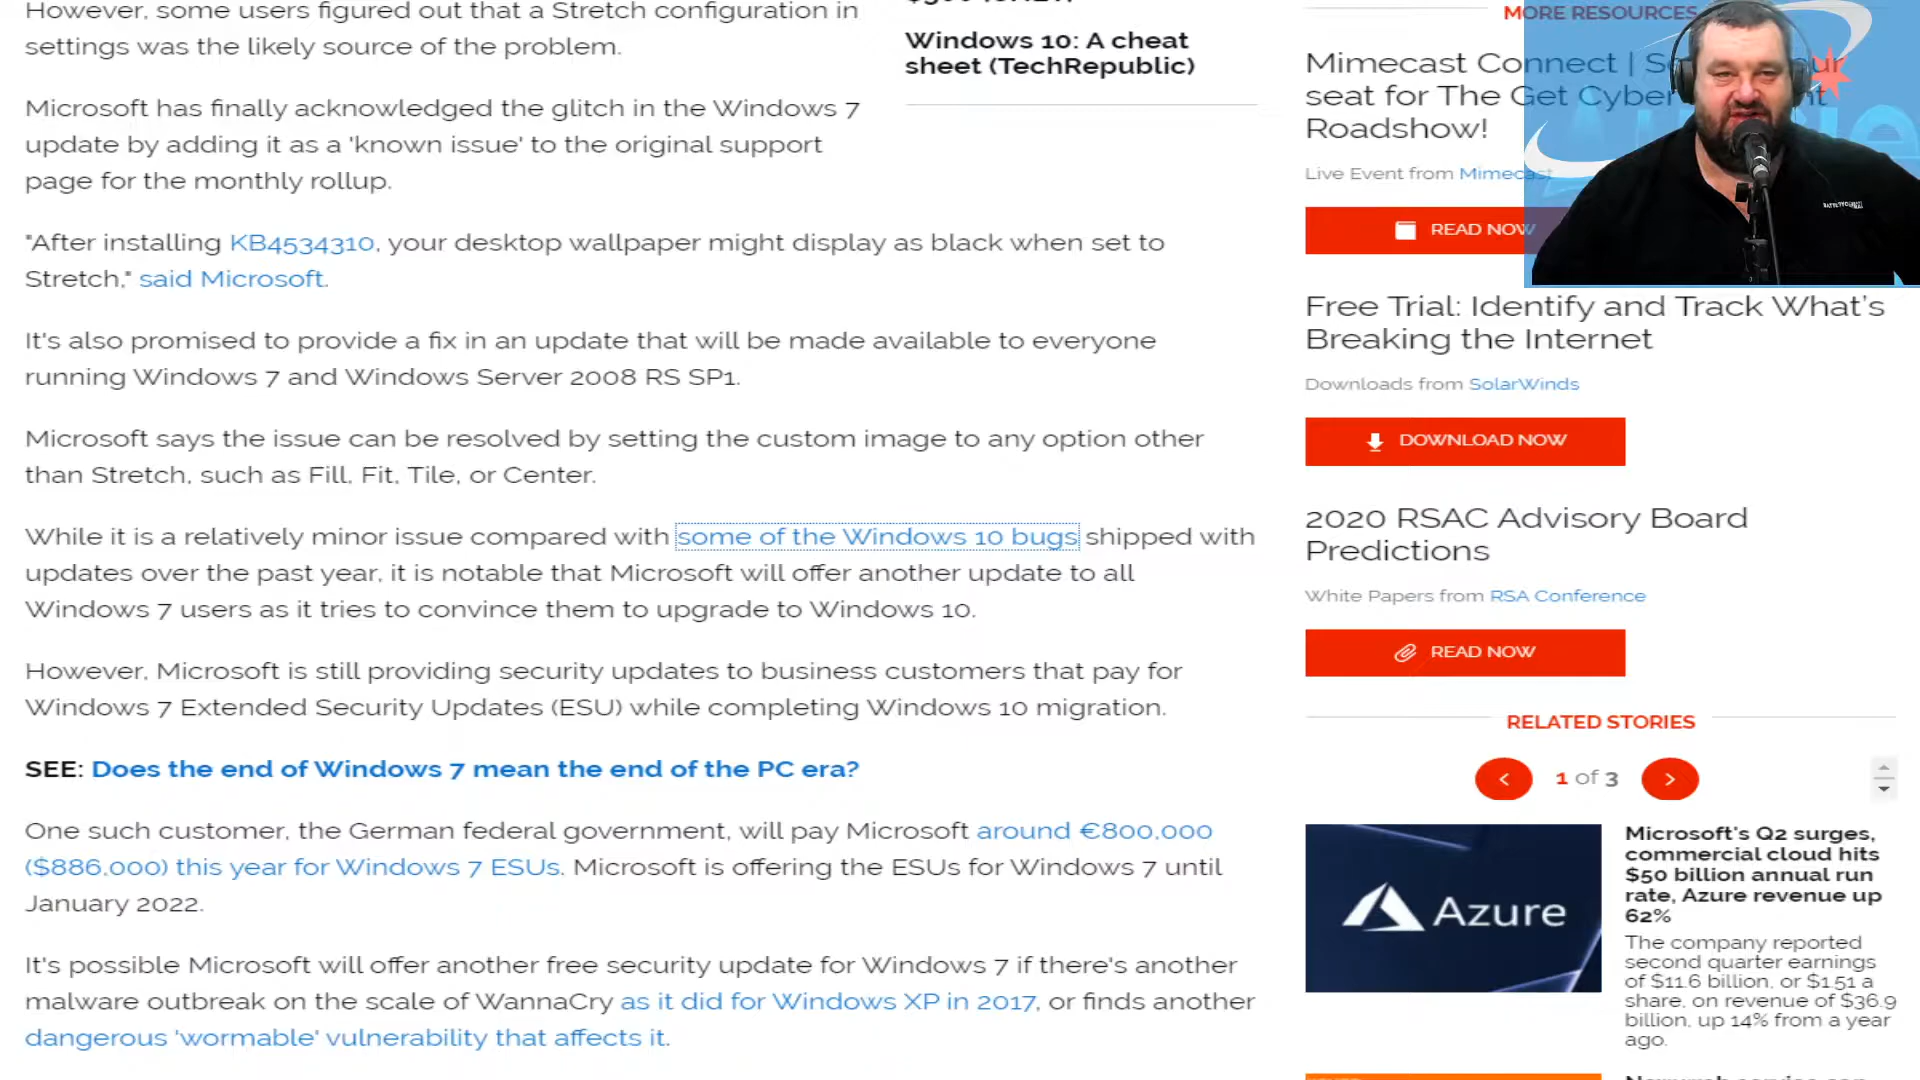 However, some users figured out that a Stretch configuration in
settings was the likely source of the problem.
Microsoft has finally acknowledged the glitch in the Windows 7
update by adding it as a 'known issue' to the original support
page for the monthly rollup.
"After installing KB4534310, your desktop wallpaper might display as black when set to
Stretch," said Microsoft.
It's also promised to provide a fix in an update that will be made available to everyone
running Windows 7 and Windows Server 2008 RS SP1.
Microsoft says the issue can be resolved by setting the custom image to any option other
than Stretch, such as Fill, Fit, Tile, or Center.
While it is a relatively minor issue compared with some of the Windows 10 bugs shipped with
updates over the past year, it is notable that Microsoft will offer another update to all
Windows 7 users as it tries to convince them to upgrade to Windows 10.
However, Microsoft is still providing security updates to business customers that pay for
Windows 7 Extended Security Updates (ESU) while completing Windows 10 migration.
SEE: Does the end of Windows 7 mean the end of the PC era?
One such customer, the German federal government, will pay Microsoft around €800,000
($886,000) this year for Windows 7 ESUs. Microsoft is offering the ESUs for Windows 7 until
January 2022.
It's possible Microsoft will offer another free security update for Windows 7 if there's another
malware outbreak on the scale of WannaCry as it did for Windows XP in 2017, or finds another
dangerous 'wormable' vulnerability that affects it.
Windows 10: A cheat
sheet (TechRepublic)
MORE RESOURCES
Mimecast Connect |
seat for The Get Cyber
Roadshow!
Live Event from Mimecast
READ NOW
Free Trial: Identify and Track What's
Breaking the Internet
Downloads from SolarWinds
DOWNLOAD NOW
2020 RSAC Advisory Board
Predictions
White Papers from RSA Conference
READ NOW
RELATED STORIES
1 of 3
Azure
Microsoft's Q2 surges,
commercial cloud hits
$50 billion annual run
rate, Azure revenue up
62%
The company reported
second quarter earnings
of $11.6 billion, or $1.51 a
share, on revenue of $36.9
billion, up 14% from a year
ago.